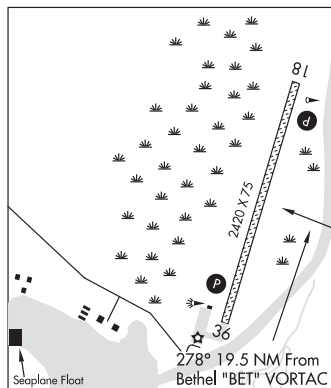 18
P
2420 X 75
P
36
278° 19.5 NM From
Bethel "BET" VORTAC
Seaplane Float